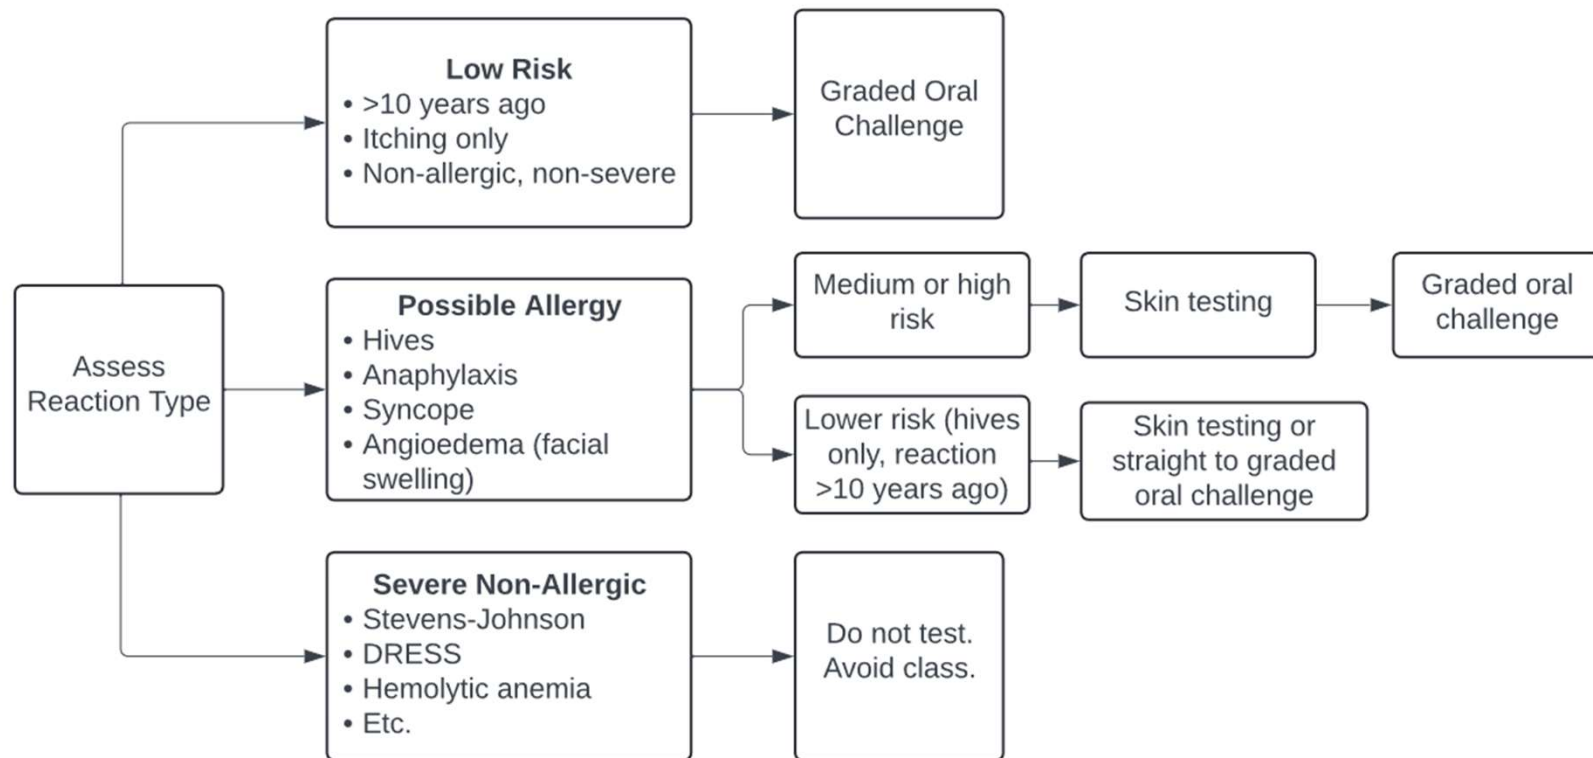 Low Risk
• >10 years ago
• Itching only
• Non-allergic, non-severe
Graded Oral
Challenge
Assess
Reaction Type
Possible Allergy
• Hives
• Anaphylaxis
• Syncope
• Angioedema (facial
swelling)
Medium or high
risk
Skin testing
Graded oral
challenge
Lower risk (hives
only, reaction
>10 years ago)
Skin testing or
straight to graded
oral challenge
Severe Non-Allergic
• Stevens-Johnson
• DRESS
• Hemolytic anemia
• Etc.
Do not test.
Avoid class.